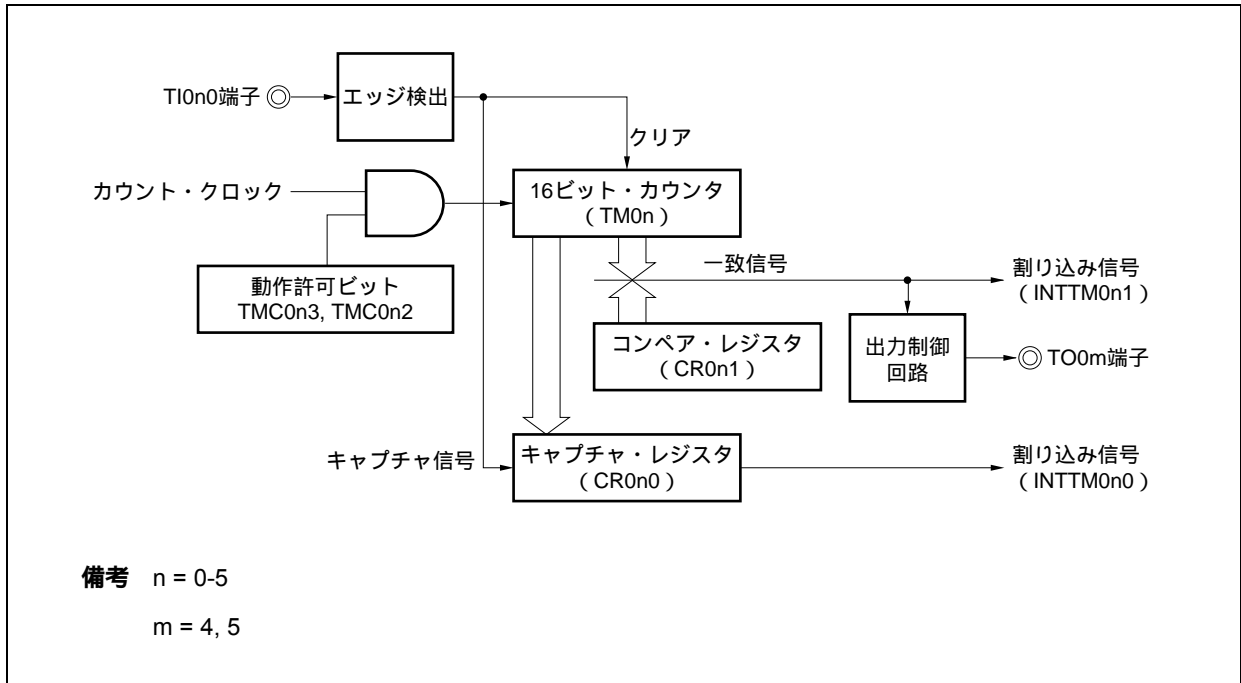 TI0n0端子
エッジ検出
クリア
カウント・クロック
16ビット・カウンタ
（TM0n）
動作許可ビット
TMC0n3, TMC0n2
一致信号
割り込み信号
（INTTM0n1）
コンペア・レジスタ
（CR0n1）
出力制御
回路
TO0m端子
キャプチャ信号
キャプチャ・レジスタ
（CR0n0）
割り込み信号
（INTTM0n0）
備考 n = 0-5
m = 4, 5